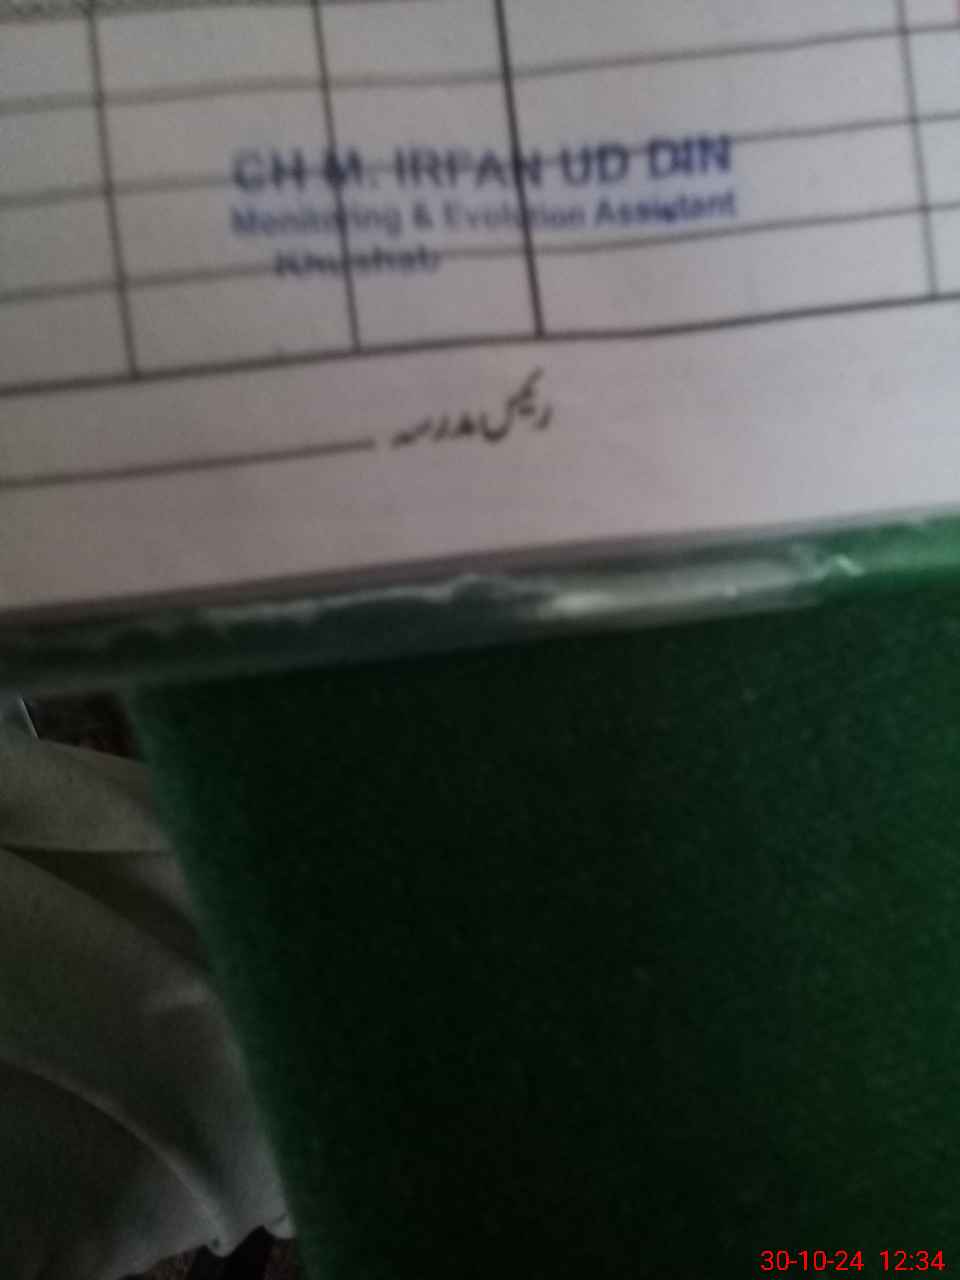 CH M. IRFAN UD DIN
Monitoring & Evolution Assistant
Khushab
رئیس مدرسہ
30-10-24 12:34